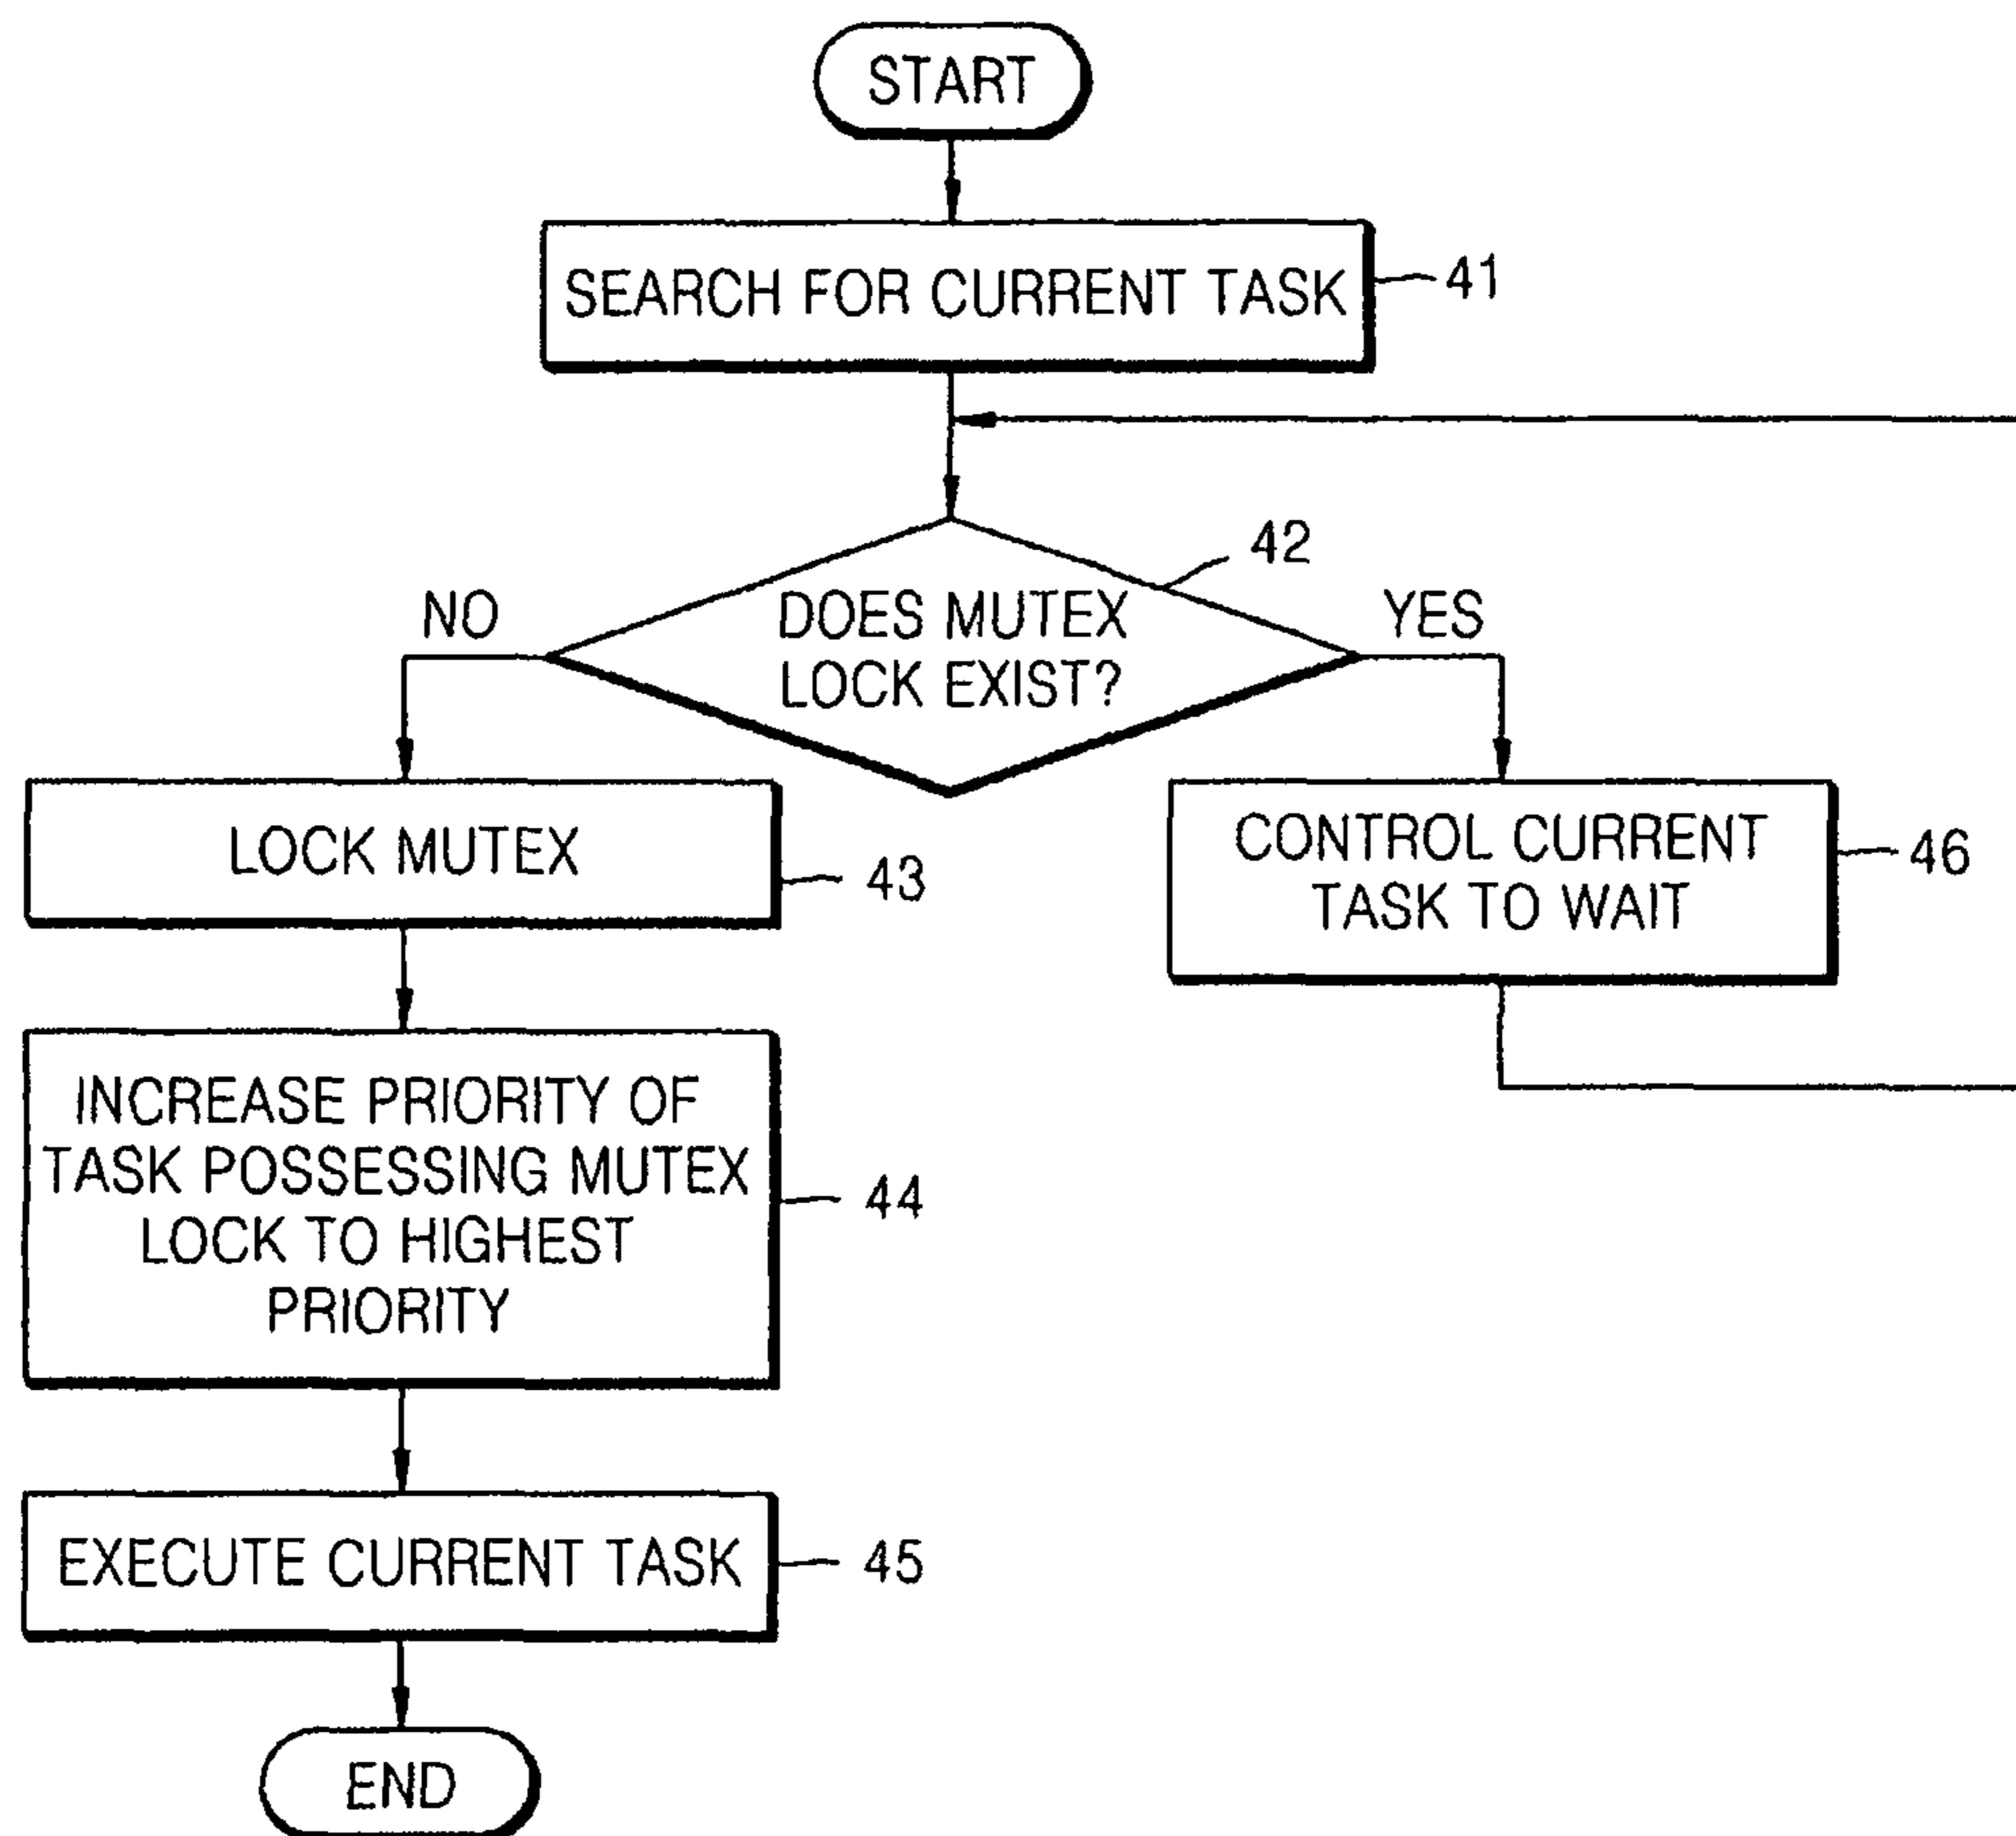 START
SEARCH FOR CURRENT TASK
41
42
DOES MUTEX
LOCK EXIST?
NO
YES
LOCK MUTEX
43
CONTROL CURRENT
TASK TO WAIT
46
INCREASE PRIORITY OF
TASK POSSESSING MUTEX
LOCK TO HIGHEST
PRIORITY
44
EXECUTE CURRENT TASK
45
END